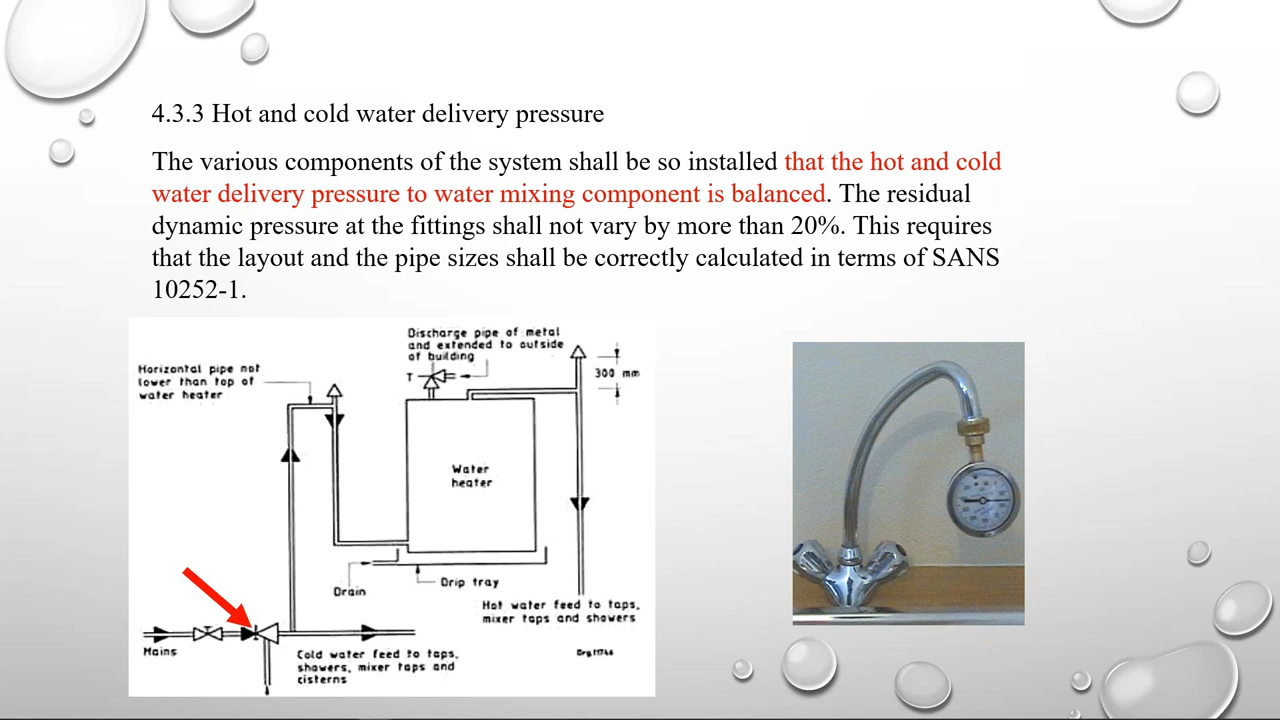 4.3.3 Hot and cold water delivery pressure
The various components of the system shall be so installed that the hot and cold
water delivery pressure to water mixing component is balanced. The residual
dynamic pressure at the fittings shall not vary by more than 20%. This requires
that the layout and the pipe sizes shall be correctly calculated in terms of SANS
10252-1.
Discharge pipe of metal
and extended to outside
of building
T
Horizontal pipe not
lower than top of
water heater
300 mm
Water
heater
Drain
Drip tray
Hot water feed to taps,
mixer taps and showers
Mains
Cold water feed to taps,
showers, mixer taps and
cisterns